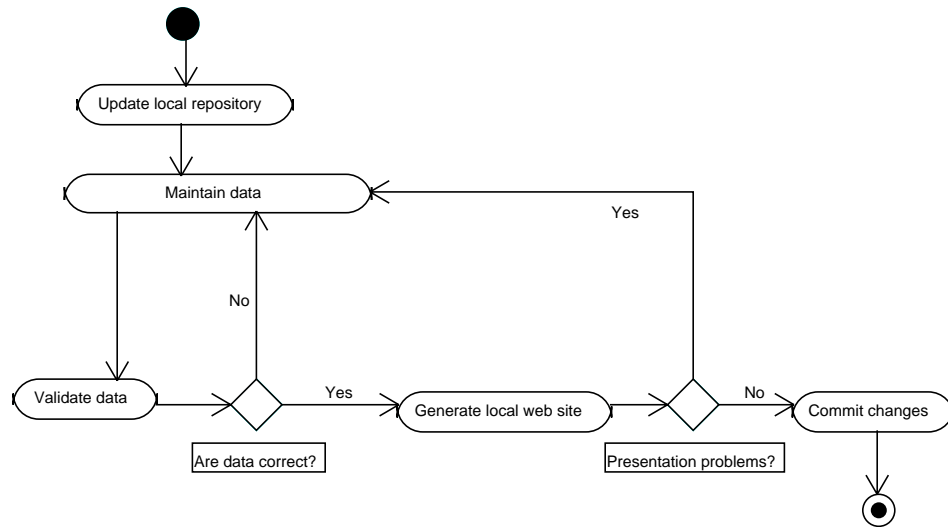 Update local repository
Maintain data
Yes
No
Validate data
Yes
Generate local web site
No
Commit changes
Are data correct?
Presentation problems?